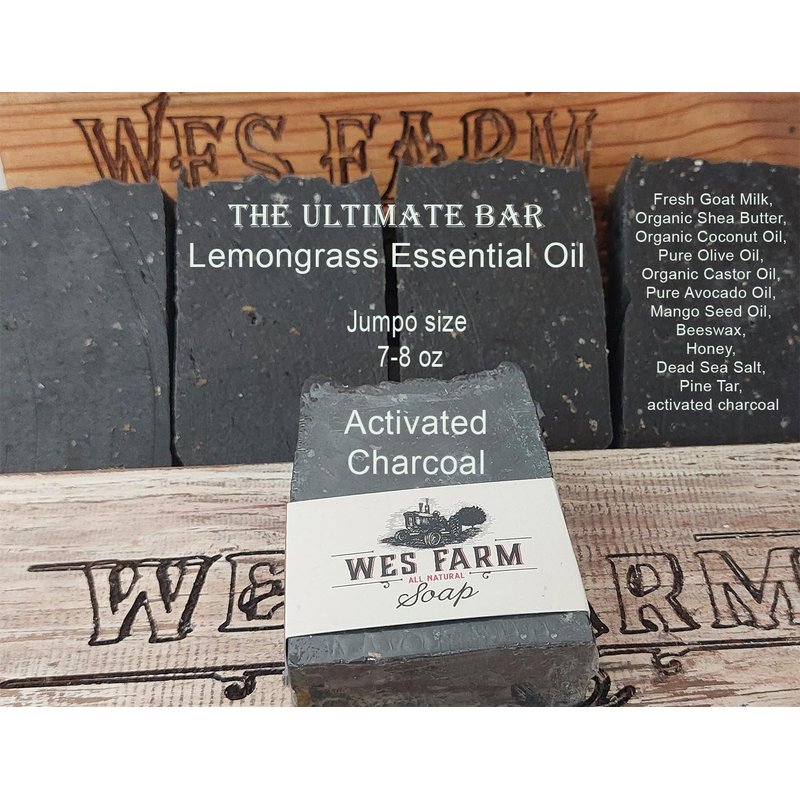 WES FARM
THE ULTIMATE BAR
Lemongrass Essential Oil
Jumpo size
7-8 oz
Fresh Goat Milk,
Organic Shea Butter,
Organic Coconut Oil,
Pure Olive Oil,
Organic Castor Oil,
Pure Avocado Oil,
Mango Seed Oil,
Beeswax,
Honey,
Dead Sea Salt,
Pine Tar,
activated charcoal
Activated
Charcoal
WES FARM
ALL NATURAL
Soap
WE ARM